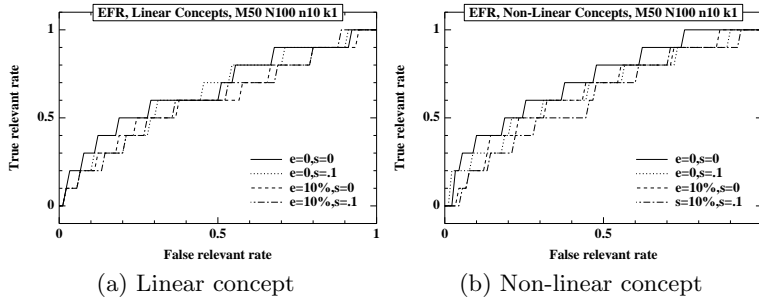 EFR, Linear Concepts, M50 N100 n10 k1
1
0.5
0
True relevant rate
e=0,s=0
e=0,s=.1
e=10%,s=0
e=10%,s=.1
0
0.5
1
False relevant rate
(a) Linear concept
EFR, Non-Linear Concepts, M50 N100 n10 k1
1
0.5
0
True relevant rate
e=0,s=0
e=0,s=.1
e=10%,s=0
s=10%,s=.1
0
0.5
1
False relevant rate
(b) Non-linear concept